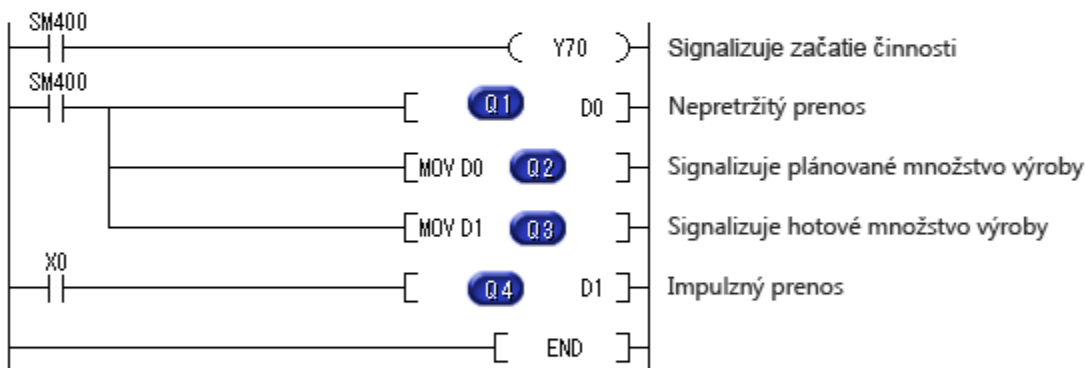 SM400
Y70 Signalizuje začatie činnosti
SM400
Q1 D0 Nepretržitý prenos
MOV D0 Q2 Signalizuje plánované množstvo výroby
MOV D1 Q3 Signalizuje hotové množstvo výroby
X0
Q4 D1 Impulzný prenos
END